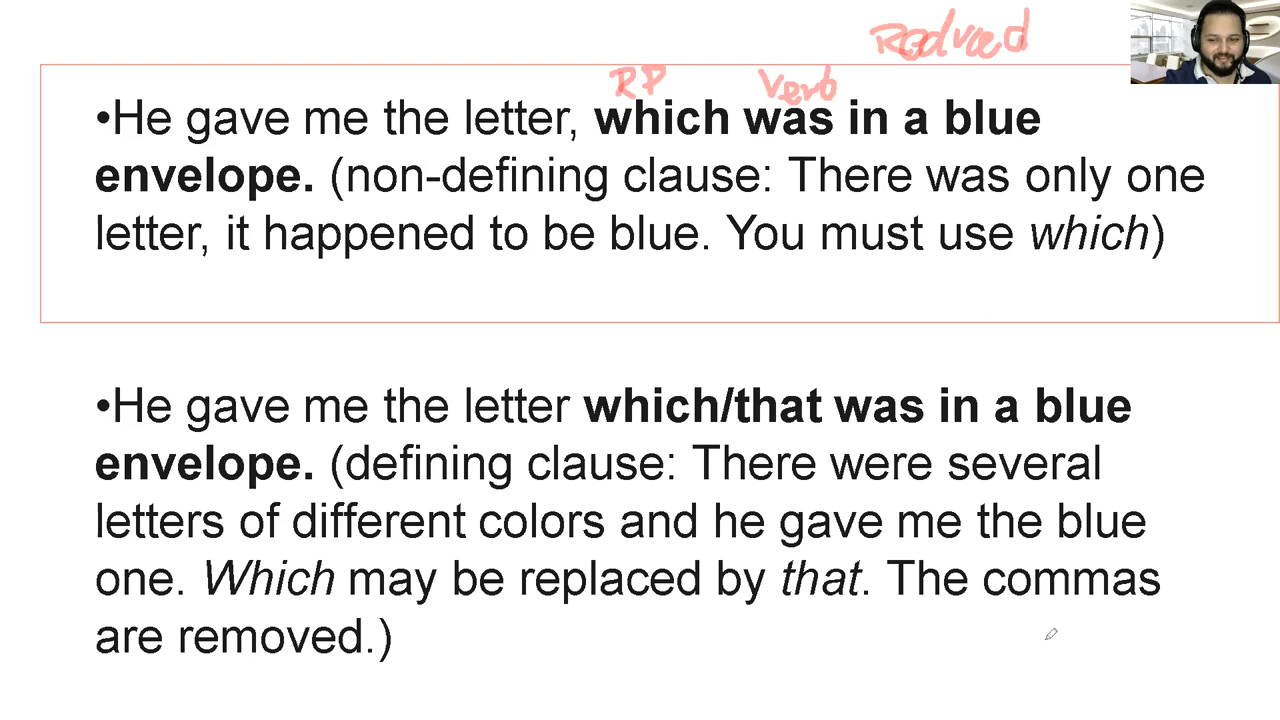 Reduced
RP Verb
•He gave me the letter, which was in a blue
envelope. (non-defining clause: There was only one
letter, it happened to be blue. You must use which)
•He gave me the letter which/that was in a blue
envelope. (defining clause: There were several
letters of different colors and he gave me the blue
one. Which may be replaced by that. The commas
are removed.)